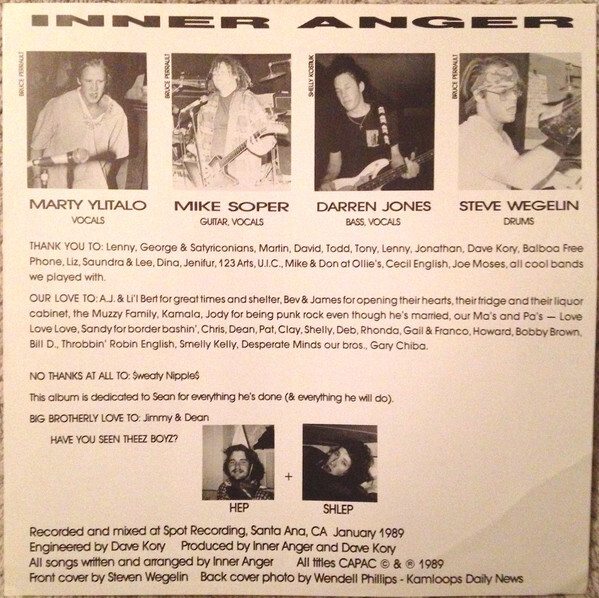 INNER ANGER
BRUCE PERRAULT
BRUCE PERRAULT
SHELLY KOSTIUK
BRUCE PERRAULT
MARTY YLITALO
VOCALS
MIKE SOPER
GUITAR, VOCALS
DARREN JONES
BASS, VOCALS
STEVE WEGELIN
DRUMS
THANK YOU TO: Lenny, George & Satyriconians, Martin, David, Todd, Tony, Lenny, Jonathan, Dave Kory, Balboa Free
Phone, Liz, Saundra & Lee, Dina, Jenifur, 123 Arts, U.I.C., Mike & Don at Ollie's, Cecil English, Joe Moses, all cool bands
we played with.
OUR LOVE TO: A.J. & Li'l Bert for great times and shelter, Bev & James for opening their hearts, their fridge and their liquor
cabinet, the Muzzy Family, Kamala, Jody for being punk rock even though he's married, our Ma's and Pa's — Love
Love Love, Sandy for border bashin', Chris, Dean, Pat, Clay, Shelly, Deb, Rhonda, Gail & Franco, Howard, Bobby Brown,
Bill D., Throbbin' Robin English, Smelly Kelly, Desperate Minds our bros., Gary Chiba.
NO THANKS AT ALL TO: $weaty Nipple$
This album is dedicated to Sean for everything he's done (& everything he will do).
BIG BROTHERLY LOVE TO: Jimmy & Dean
HAVE YOU SEEN THEEZ BOYZ?
+
HEP
SHLEP
Recorded and mixed at Spot Recording, Santa Ana, CA January 1989
Engineered by Dave Kory Produced by Inner Anger and Dave Kory
All songs written and arranged by Inner Anger All titles CAPAC © & ℗ 1989
Front cover by Steven Wegelin Back cover photo by Wendell Phillips - Kamloops Daily News